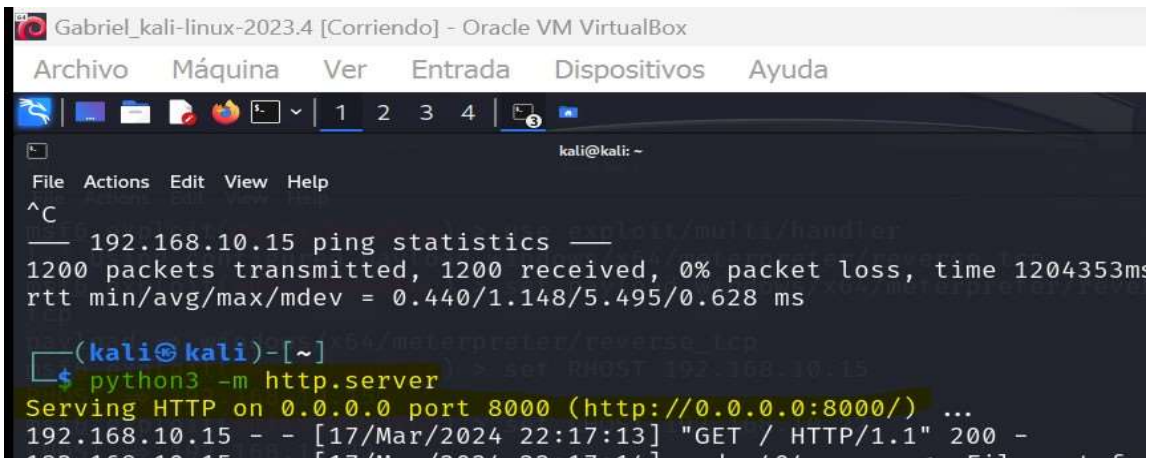 Gabriel_kali-linux-2023.4 [Corriendo] - Oracle VM VirtualBox
Archivo Máquina Ver Entrada Dispositivos Ayuda
1 2 3 4 3
kali@kali: ~
File Actions Edit View Help
^C
— 192.168.10.15 ping statistics —
1200 packets transmitted, 1200 received, 0% packet loss, time 1204353ms
rtt min/avg/max/mdev = 0.440/1.148/5.495/0.628 ms
(kali㉿kali)-[~]
$ python3 -m http.server
Serving HTTP on 0.0.0.0 port 8000 (http://0.0.0.0:8000/) ...
192.168.10.15 - - [17/Mar/2024 22:17:13] "GET / HTTP/1.1" 200 -